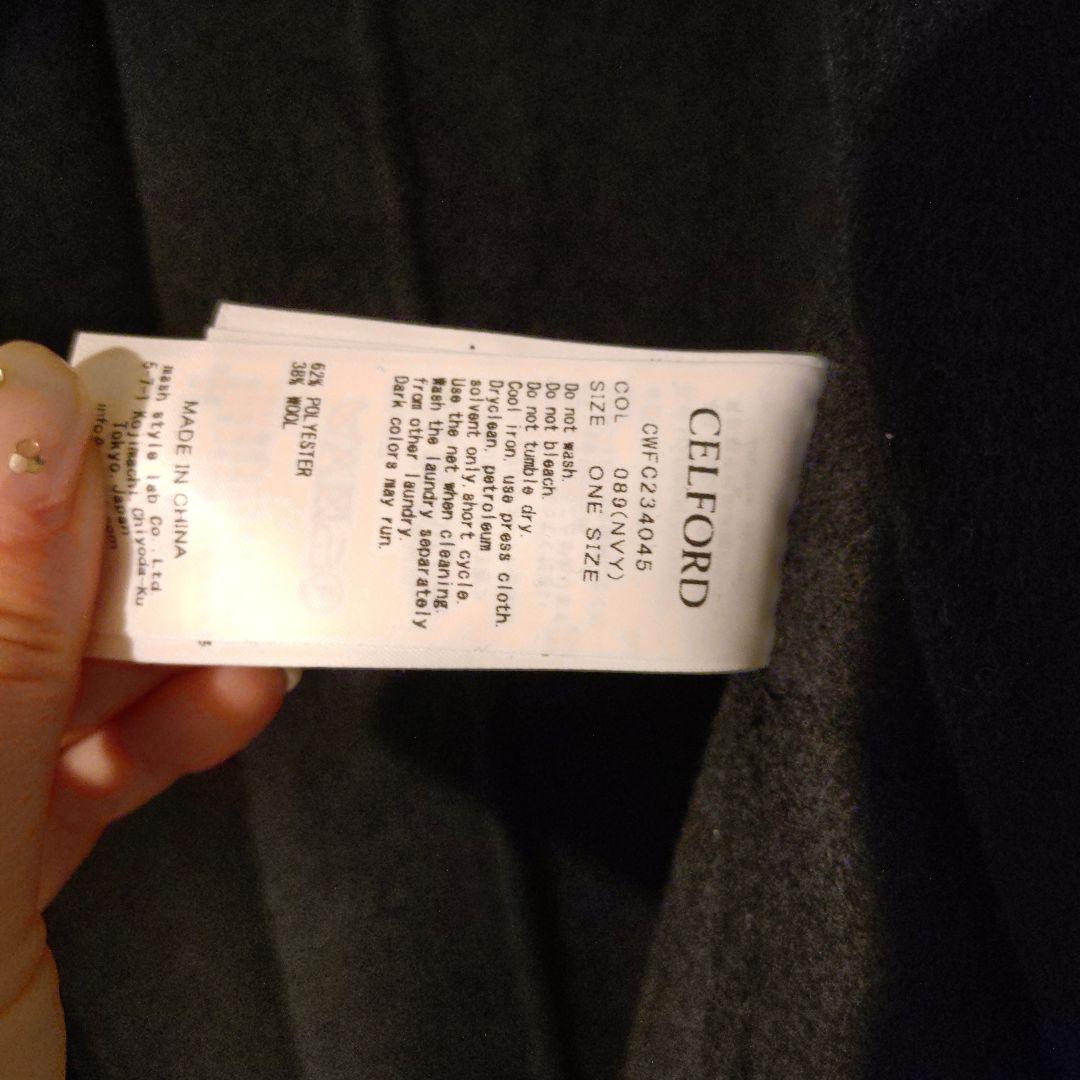 CELFORD
CWFC234045
COL 089(NVY)
SIZE ONE SIZE
Do not wash.
Do not bleach.
Do not tumble dry.
Cool iron, use press cloth.
Dryclean, petroleum
solvent only, short cycle.
Use the net when cleaning.
Wash the laundry separately
from other laundry.
Dark colors may run.
62% POLYESTER
38% WOOL
MADE IN CHINA
mash style lab Co.,Ltd
5-7-1 Kojimachi, Chiyoda-Ku
Tokyo, Japan